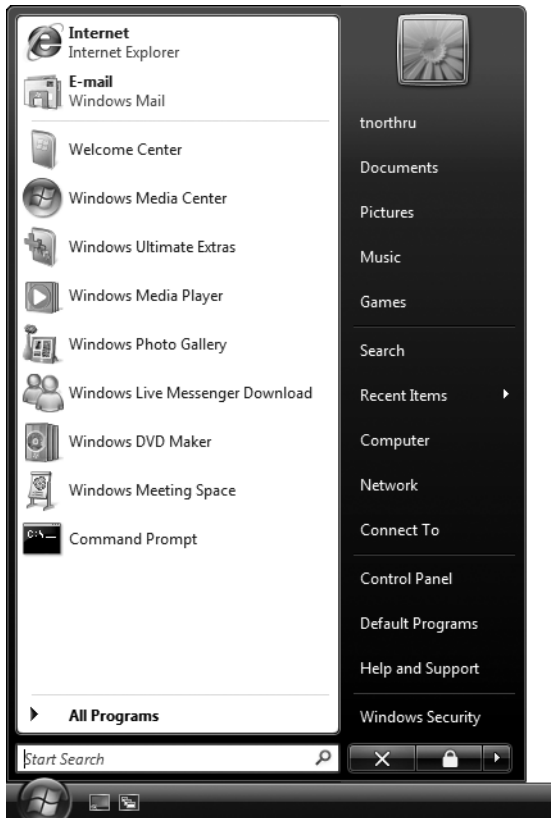 Internet
Internet Explorer
E-mail
Windows Mail
Welcome Center
Windows Media Center
Windows Ultimate Extras
Windows Media Player
Windows Photo Gallery
Windows Live Messenger Download
Windows DVD Maker
Windows Meeting Space
C:\_
Command Prompt
All Programs
Start Search
tnorthru
Documents
Pictures
Music
Games
Search
Recent Items
Computer
Network
Connect To
Control Panel
Default Programs
Help and Support
Windows Security